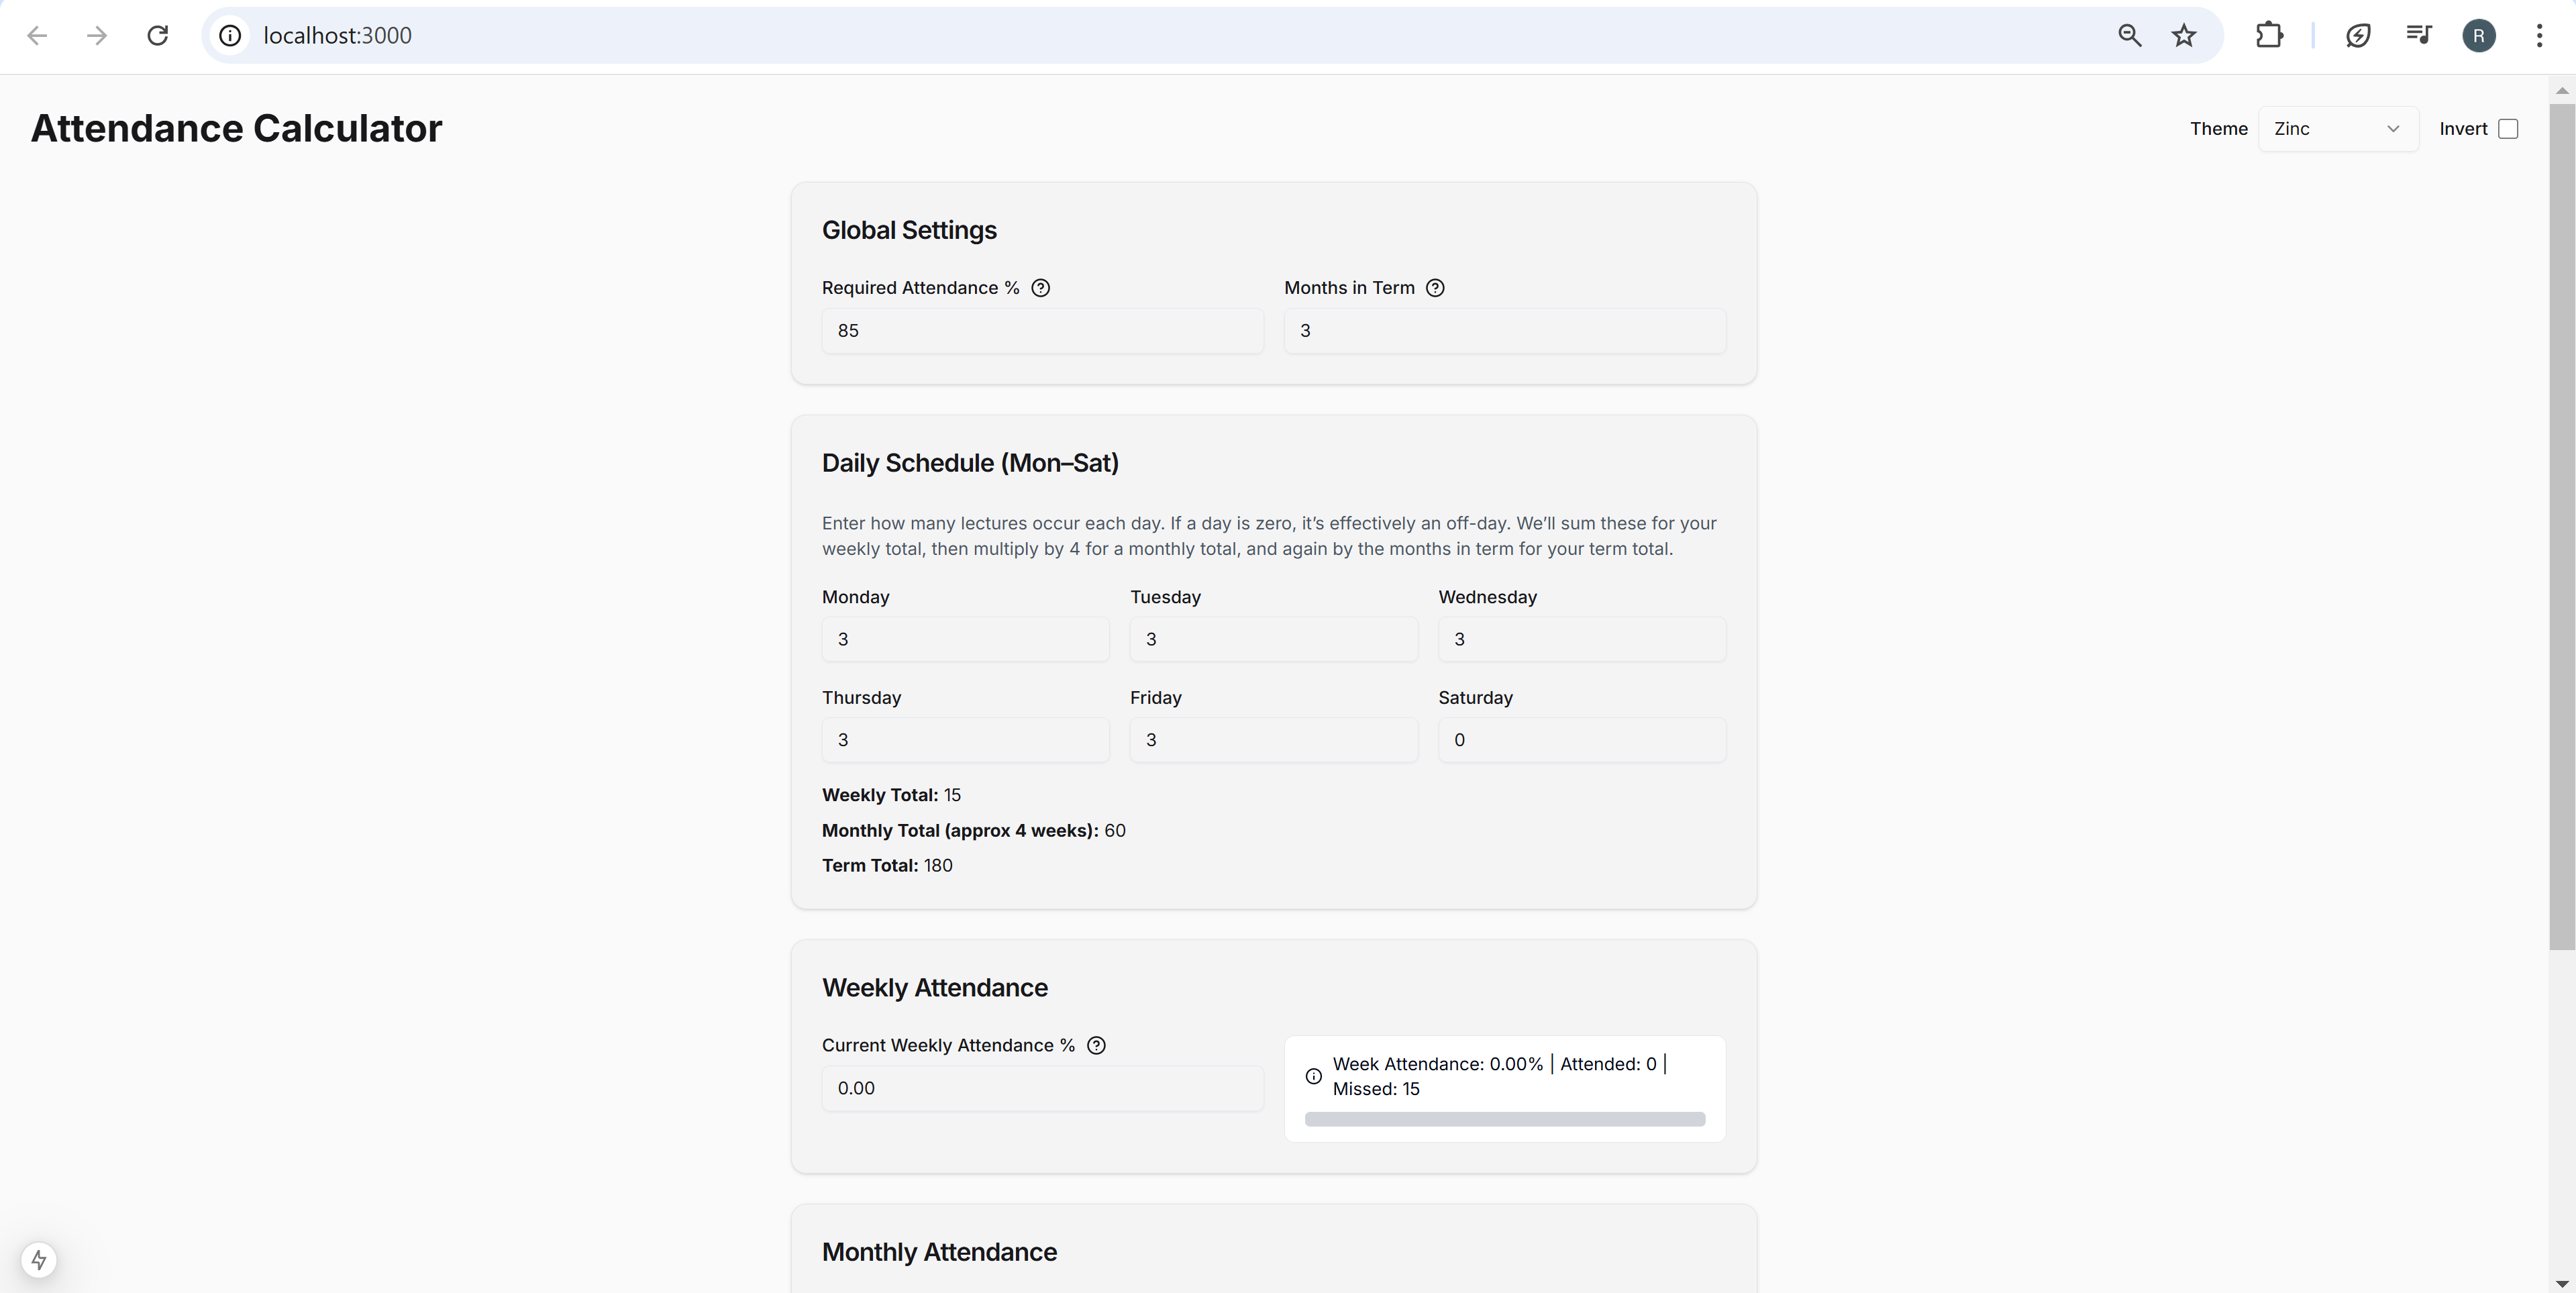 localhost:3000
R
Attendance Calculator
Theme
Zinc
Invert
Global Settings
Required Attendance %
Months in Term
85
3
Daily Schedule (Mon–Sat)
Enter how many lectures occur each day. If a day is zero, it’s effectively an off-day. We’ll sum these for your
weekly total, then multiply by 4 for a monthly total, and again by the months in term for your term total.
Monday
Tuesday
Wednesday
3
3
3
Thursday
Friday
Saturday
3
3
0
Weekly Total: 15
Monthly Total (approx 4 weeks): 60
Term Total: 180
Weekly Attendance
Current Weekly Attendance %
0.00
Week Attendance: 0.00% | Attended: 0 |
Missed: 15
Monthly Attendance